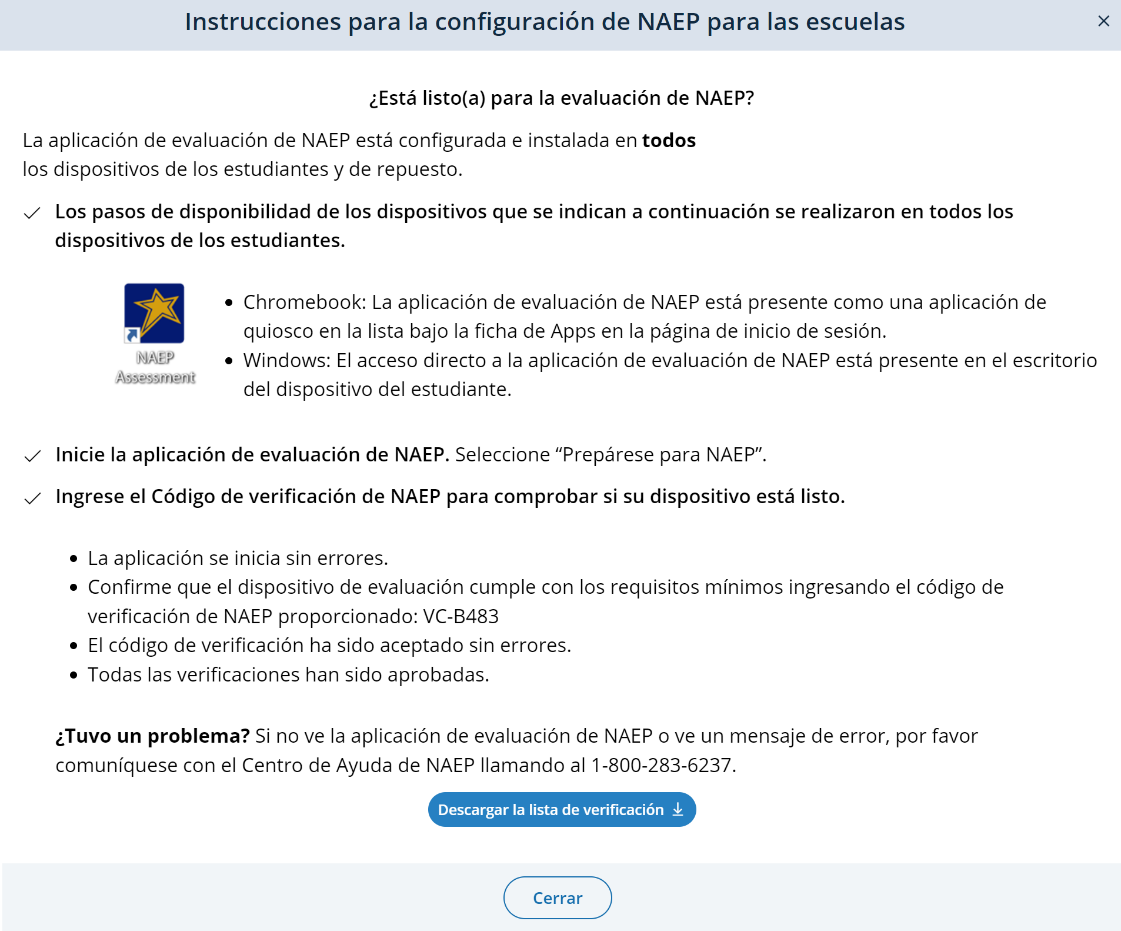 Instrucciones para la configuración de NAEP para las escuelas
¿Está listo(a) para la evaluación de NAEP?
La aplicación de evaluación de NAEP está configurada e instalada en todos
los dispositivos de los estudiantes y de repuesto.
Los pasos de disponibilidad de los dispositivos que se indican a continuación se realizaron en todos los
dispositivos de los estudiantes.
NAEP
Assessment
• Chromebook: La aplicación de evaluación de NAEP está presente como una aplicación de
quiosco en la lista bajo la ficha de Apps en la página de inicio de sesión.
• Windows: El acceso directo a la aplicación de evaluación de NAEP está presente en el escritorio
del dispositivo del estudiante.
Inicie la aplicación de evaluación de NAEP. Seleccione “Prepárese para NAEP”.
Ingrese el Código de verificación de NAEP para comprobar si su dispositivo está listo.
• La aplicación se inicia sin errores.
• Confirme que el dispositivo de evaluación cumple con los requisitos mínimos ingresando el código de
verificación de NAEP proporcionado: VC-B483
• El código de verificación ha sido aceptado sin errores.
• Todas las verificaciones han sido aprobadas.
¿Tuvo un problema? Si no ve la aplicación de evaluación de NAEP o ve un mensaje de error, por favor
comuníquese con el Centro de Ayuda de NAEP llamando al 1-800-283-6237.
Descargar la lista de verificación
Cerrar